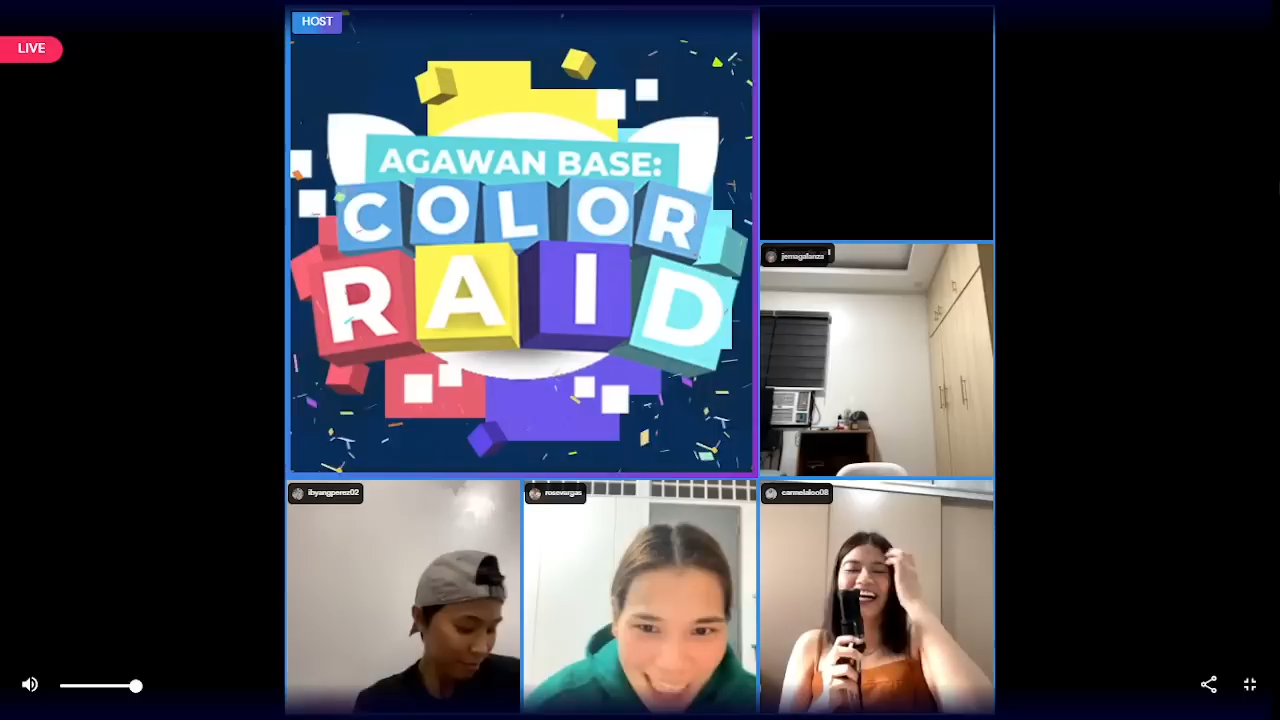 HOST
LIVE
AGAWAN BASE:
COLOR
RAID
jemagalanza
ibyangperez02
rosevargas
carmelaloo08